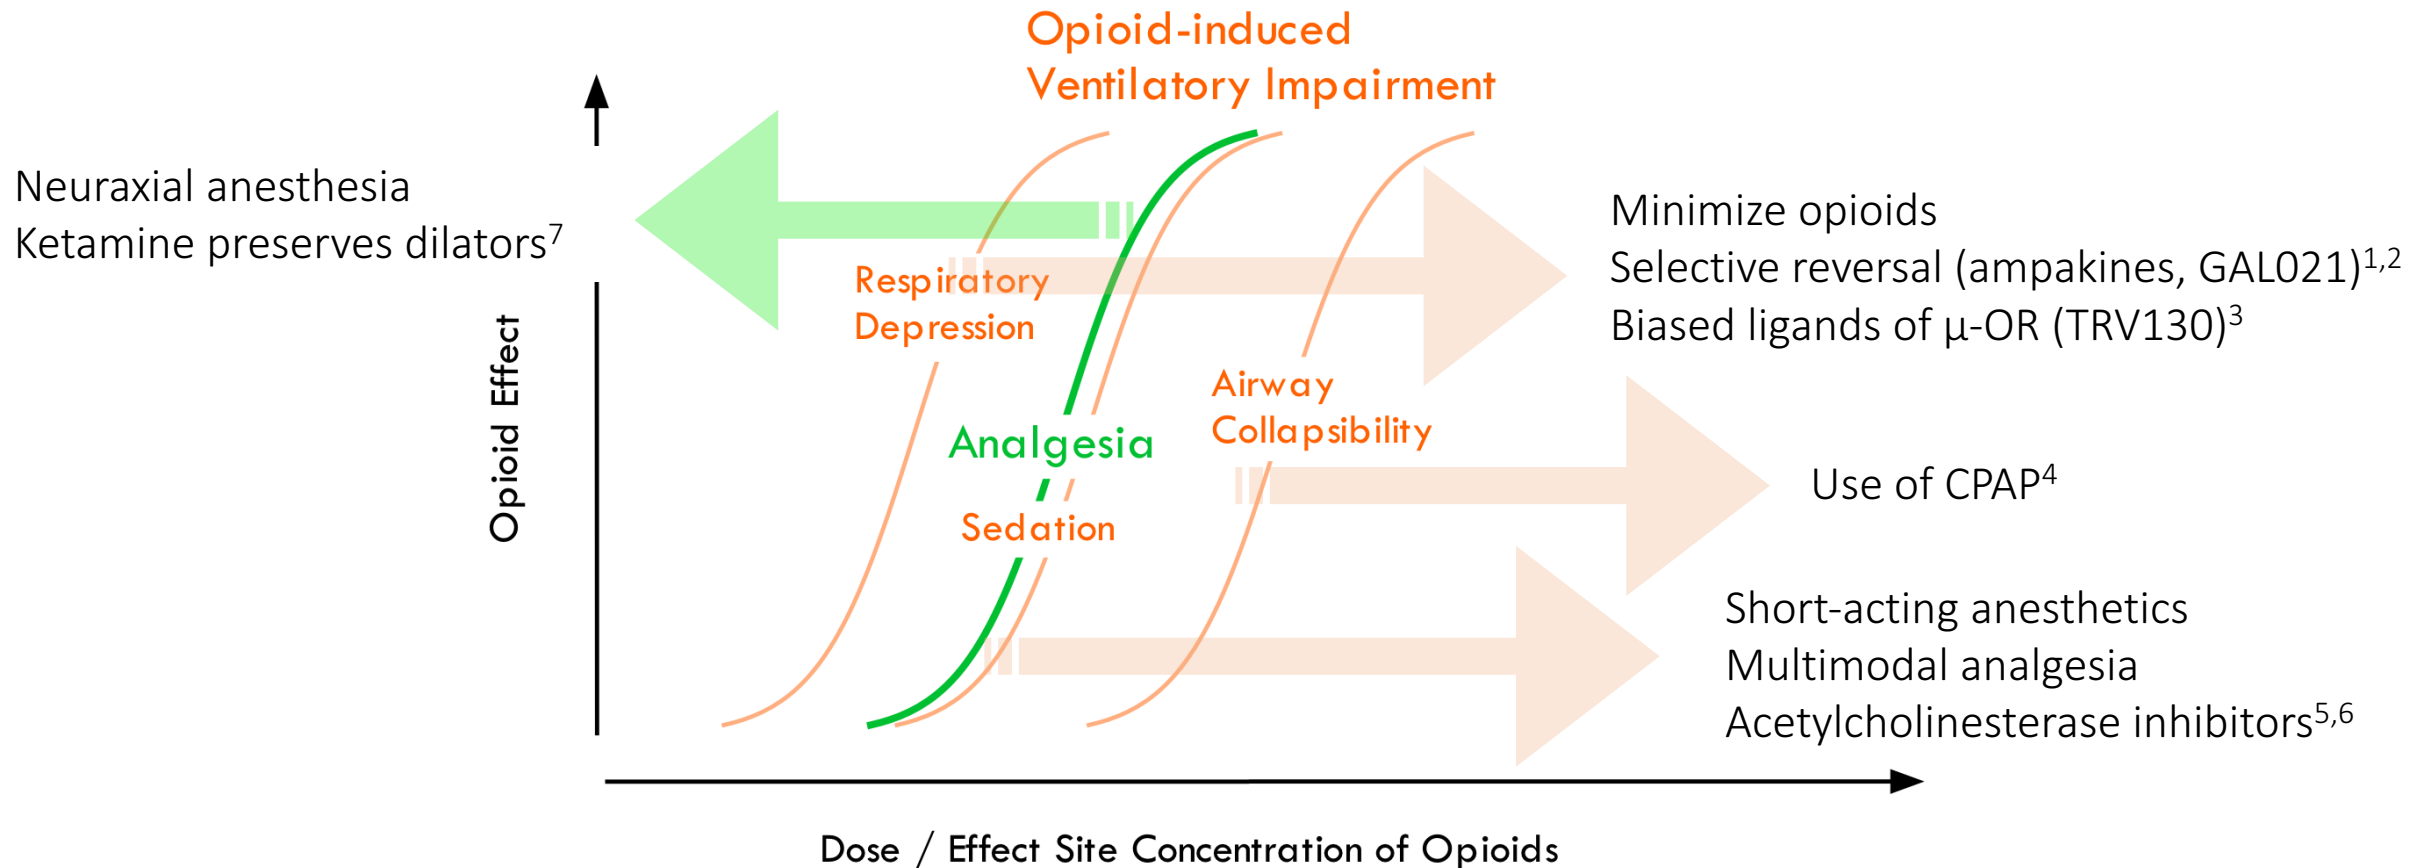 Opioid-induced
Ventilatory Impairment
Neuraxial anesthesia
Ketamine preserves dilators⁷
Minimize opioids
Selective reversal (ampakines, GAL021)¹,²
Biased ligands of μ-OR (TRV130)³
Respiratory
Depression
Opioid Effect
Airway
Collapsibility
Analgesia
Sedation
Use of CPAP⁴
Short-acting anesthetics
Multimodal analgesia
Acetylcholinesterase inhibitors⁵,⁶
Dose / Effect Site Concentration of Opioids